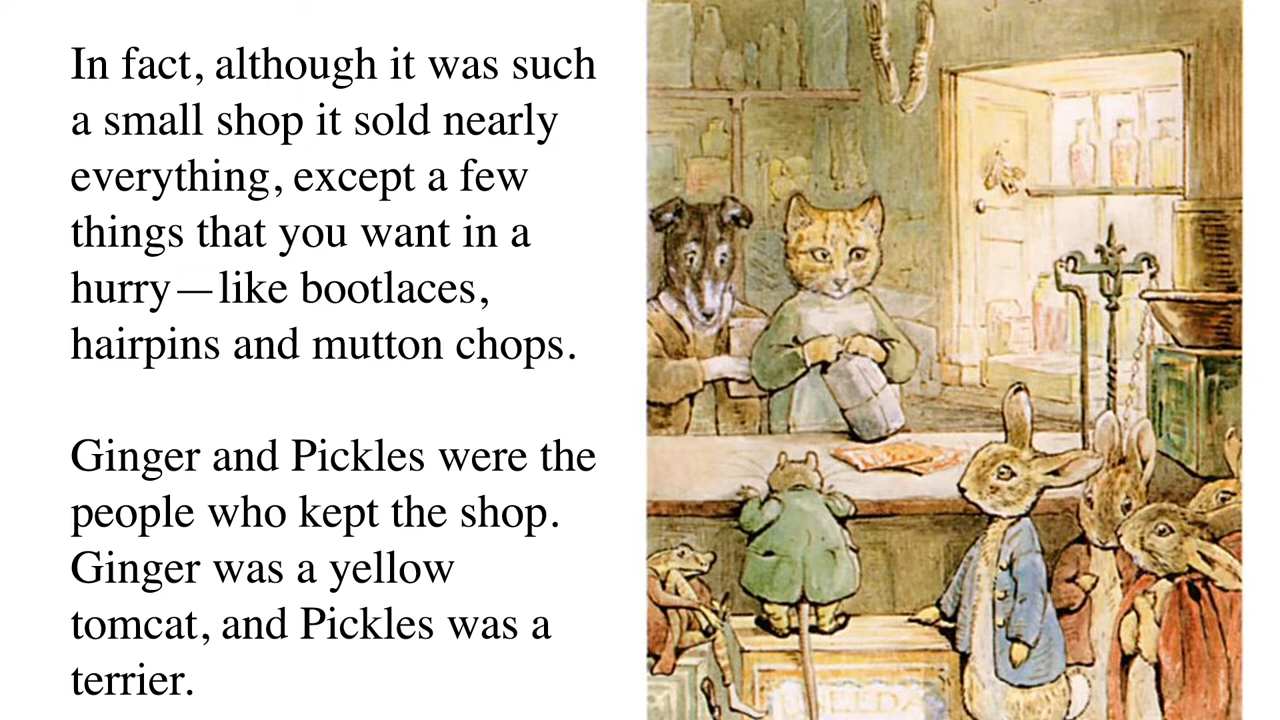 In fact, although it was such
a small shop it sold nearly
everything, except a few
things that you want in a
hurry—like bootlaces,
hairpins and mutton chops.
Ginger and Pickles were the
people who kept the shop.
Ginger was a yellow
tomcat, and Pickles was a
terrier.